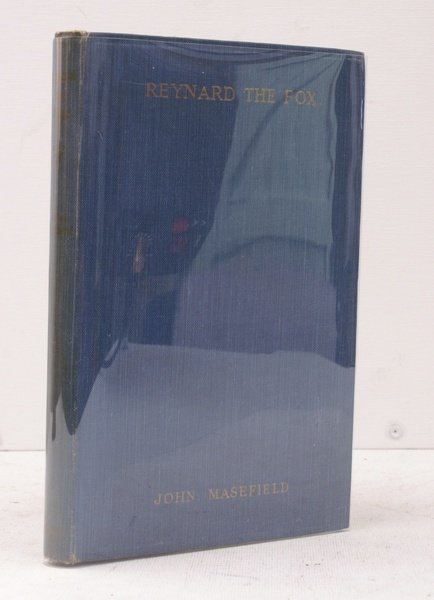 REYNARD THE FOX
JOHN MASEFIELD